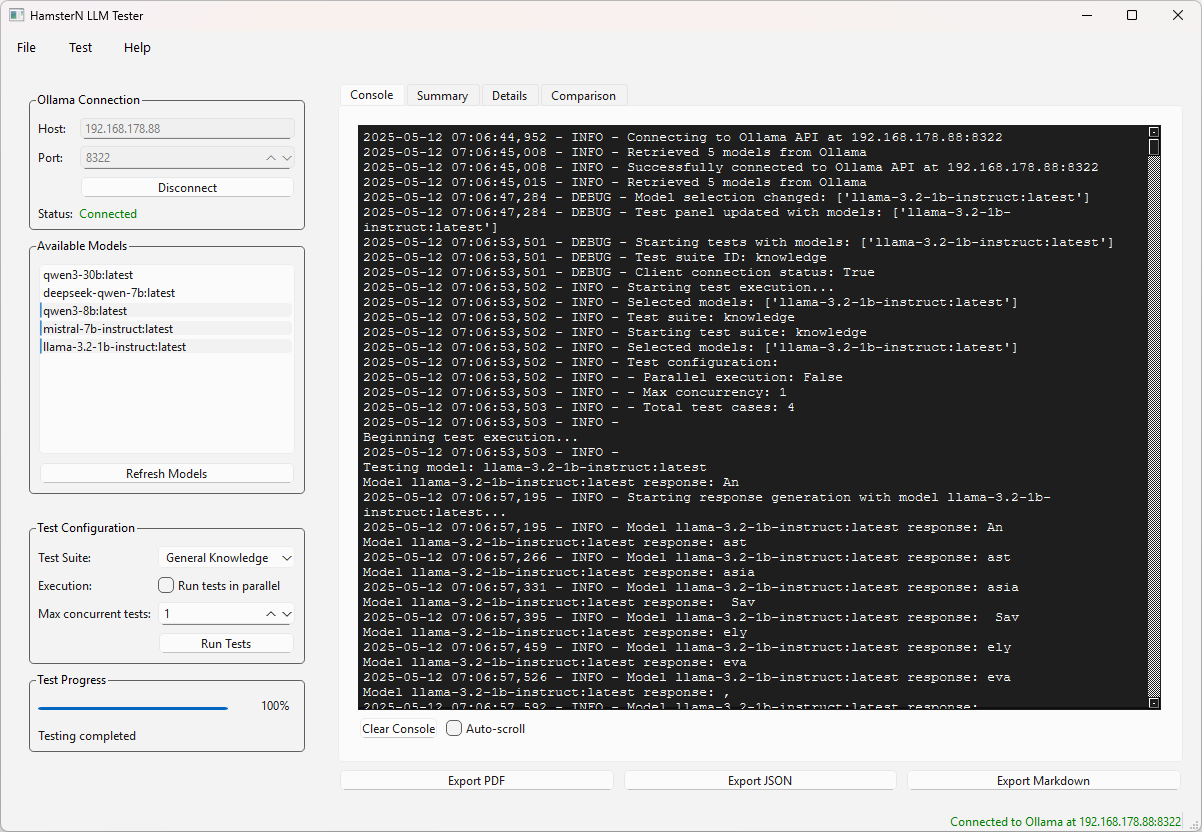 HamsterN LLM Tester
File Test Help
Ollama Connection
Host: 192.168.178.88
Port: 8322
Disconnect
Status: Connected
Available Models
qwen3-30b:latest
deepseek-qwen-7b:latest
qwen3-8b:latest
mistral-7b-instruct:latest
llama-3.2-1b-instruct:latest
Refresh Models
Test Configuration
Test Suite: General Knowledge
Execution: Run tests in parallel
Max concurrent tests: 1
Run Tests
Test Progress
100%
Testing completed
Console Summary Details Comparison
2025-05-12 07:06:44,952 - INFO - Connecting to Ollama API at 192.168.178.88:8322
2025-05-12 07:06:45,008 - INFO - Retrieved 5 models from Ollama
2025-05-12 07:06:45,008 - INFO - Successfully connected to Ollama API at 192.168.178.88:8322
2025-05-12 07:06:45,015 - INFO - Retrieved 5 models from Ollama
2025-05-12 07:06:47,284 - DEBUG - Model selection changed: ['llama-3.2-1b-instruct:latest']
2025-05-12 07:06:47,284 - DEBUG - Test panel updated with models: ['llama-3.2-1b-
instruct:latest']
2025-05-12 07:06:53,501 - DEBUG - Starting tests with models: ['llama-3.2-1b-instruct:latest']
2025-05-12 07:06:53,501 - DEBUG - Test suite ID: knowledge
2025-05-12 07:06:53,501 - DEBUG - Client connection status: True
2025-05-12 07:06:53,502 - INFO - Starting test execution...
2025-05-12 07:06:53,502 - INFO - Selected models: ['llama-3.2-1b-instruct:latest']
2025-05-12 07:06:53,502 - INFO - Test suite: knowledge
2025-05-12 07:06:53,502 - INFO - Starting test suite: knowledge
2025-05-12 07:06:53,502 - INFO - Selected models: ['llama-3.2-1b-instruct:latest']
2025-05-12 07:06:53,502 - INFO - Test configuration:
2025-05-12 07:06:53,502 - INFO - - Parallel execution: False
2025-05-12 07:06:53,503 - INFO - - Max concurrency: 1
2025-05-12 07:06:53,503 - INFO - - Total test cases: 4
2025-05-12 07:06:53,503 - INFO -
Beginning test execution...
2025-05-12 07:06:53,503 - INFO -
Testing model: llama-3.2-1b-instruct:latest
Model llama-3.2-1b-instruct:latest response: An
2025-05-12 07:06:57,195 - INFO - Starting response generation with model llama-3.2-1b-
instruct:latest...
2025-05-12 07:06:57,195 - INFO - Model llama-3.2-1b-instruct:latest response: An
Model llama-3.2-1b-instruct:latest response: ast
2025-05-12 07:06:57,266 - INFO - Model llama-3.2-1b-instruct:latest response: ast
Model llama-3.2-1b-instruct:latest response: asia
2025-05-12 07:06:57,331 - INFO - Model llama-3.2-1b-instruct:latest response: asia
Model llama-3.2-1b-instruct:latest response:  Sav
2025-05-12 07:06:57,395 - INFO - Model llama-3.2-1b-instruct:latest response:  Sav
Model llama-3.2-1b-instruct:latest response: ely
2025-05-12 07:06:57,459 - INFO - Model llama-3.2-1b-instruct:latest response: ely
Model llama-3.2-1b-instruct:latest response: eva
2025-05-12 07:06:57,526 - INFO - Model llama-3.2-1b-instruct:latest response: eva
Model llama-3.2-1b-instruct:latest response: ,
2025-05-12 07:06:57,592 - INFO - Model llama-3.2-1b-instruct:latest response:
Clear Console Auto-scroll
Export PDF Export JSON Export Markdown
Connected to Ollama at 192.168.178.88:8322